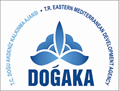 T.C. DOĞU AKDENİZ KALKINMA AJANSI • T.R. EASTERN MEDITERRANEAN DEVELOPMENT AGENCY
DOĞAKA